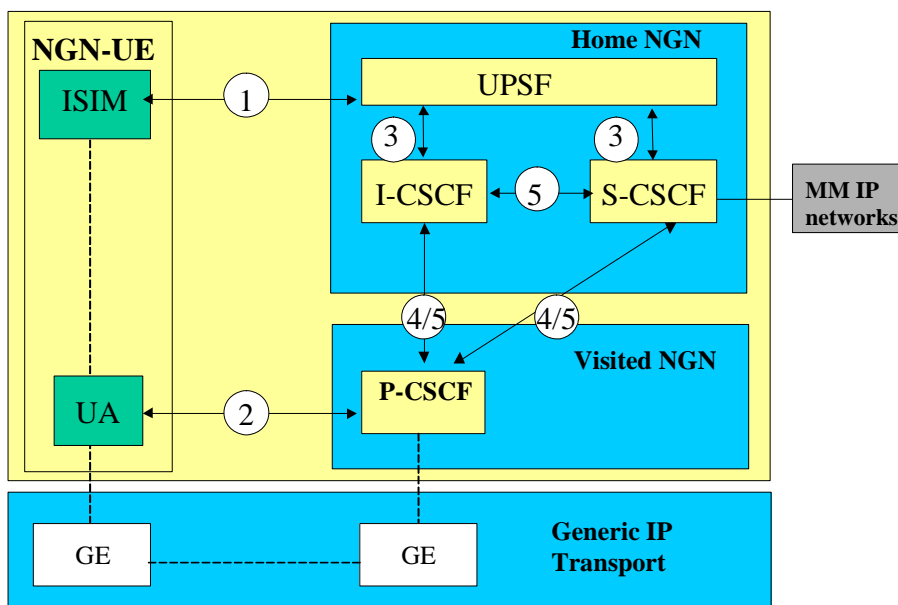 NGN-UE
ISIM
UA
1
2
Home NGN
UPSF
3
3
I-CSCF
5
S-CSCF
MM IP
networks
4/5
4/5
Visited NGN
P-CSCF
GE
GE
Generic IP
Transport